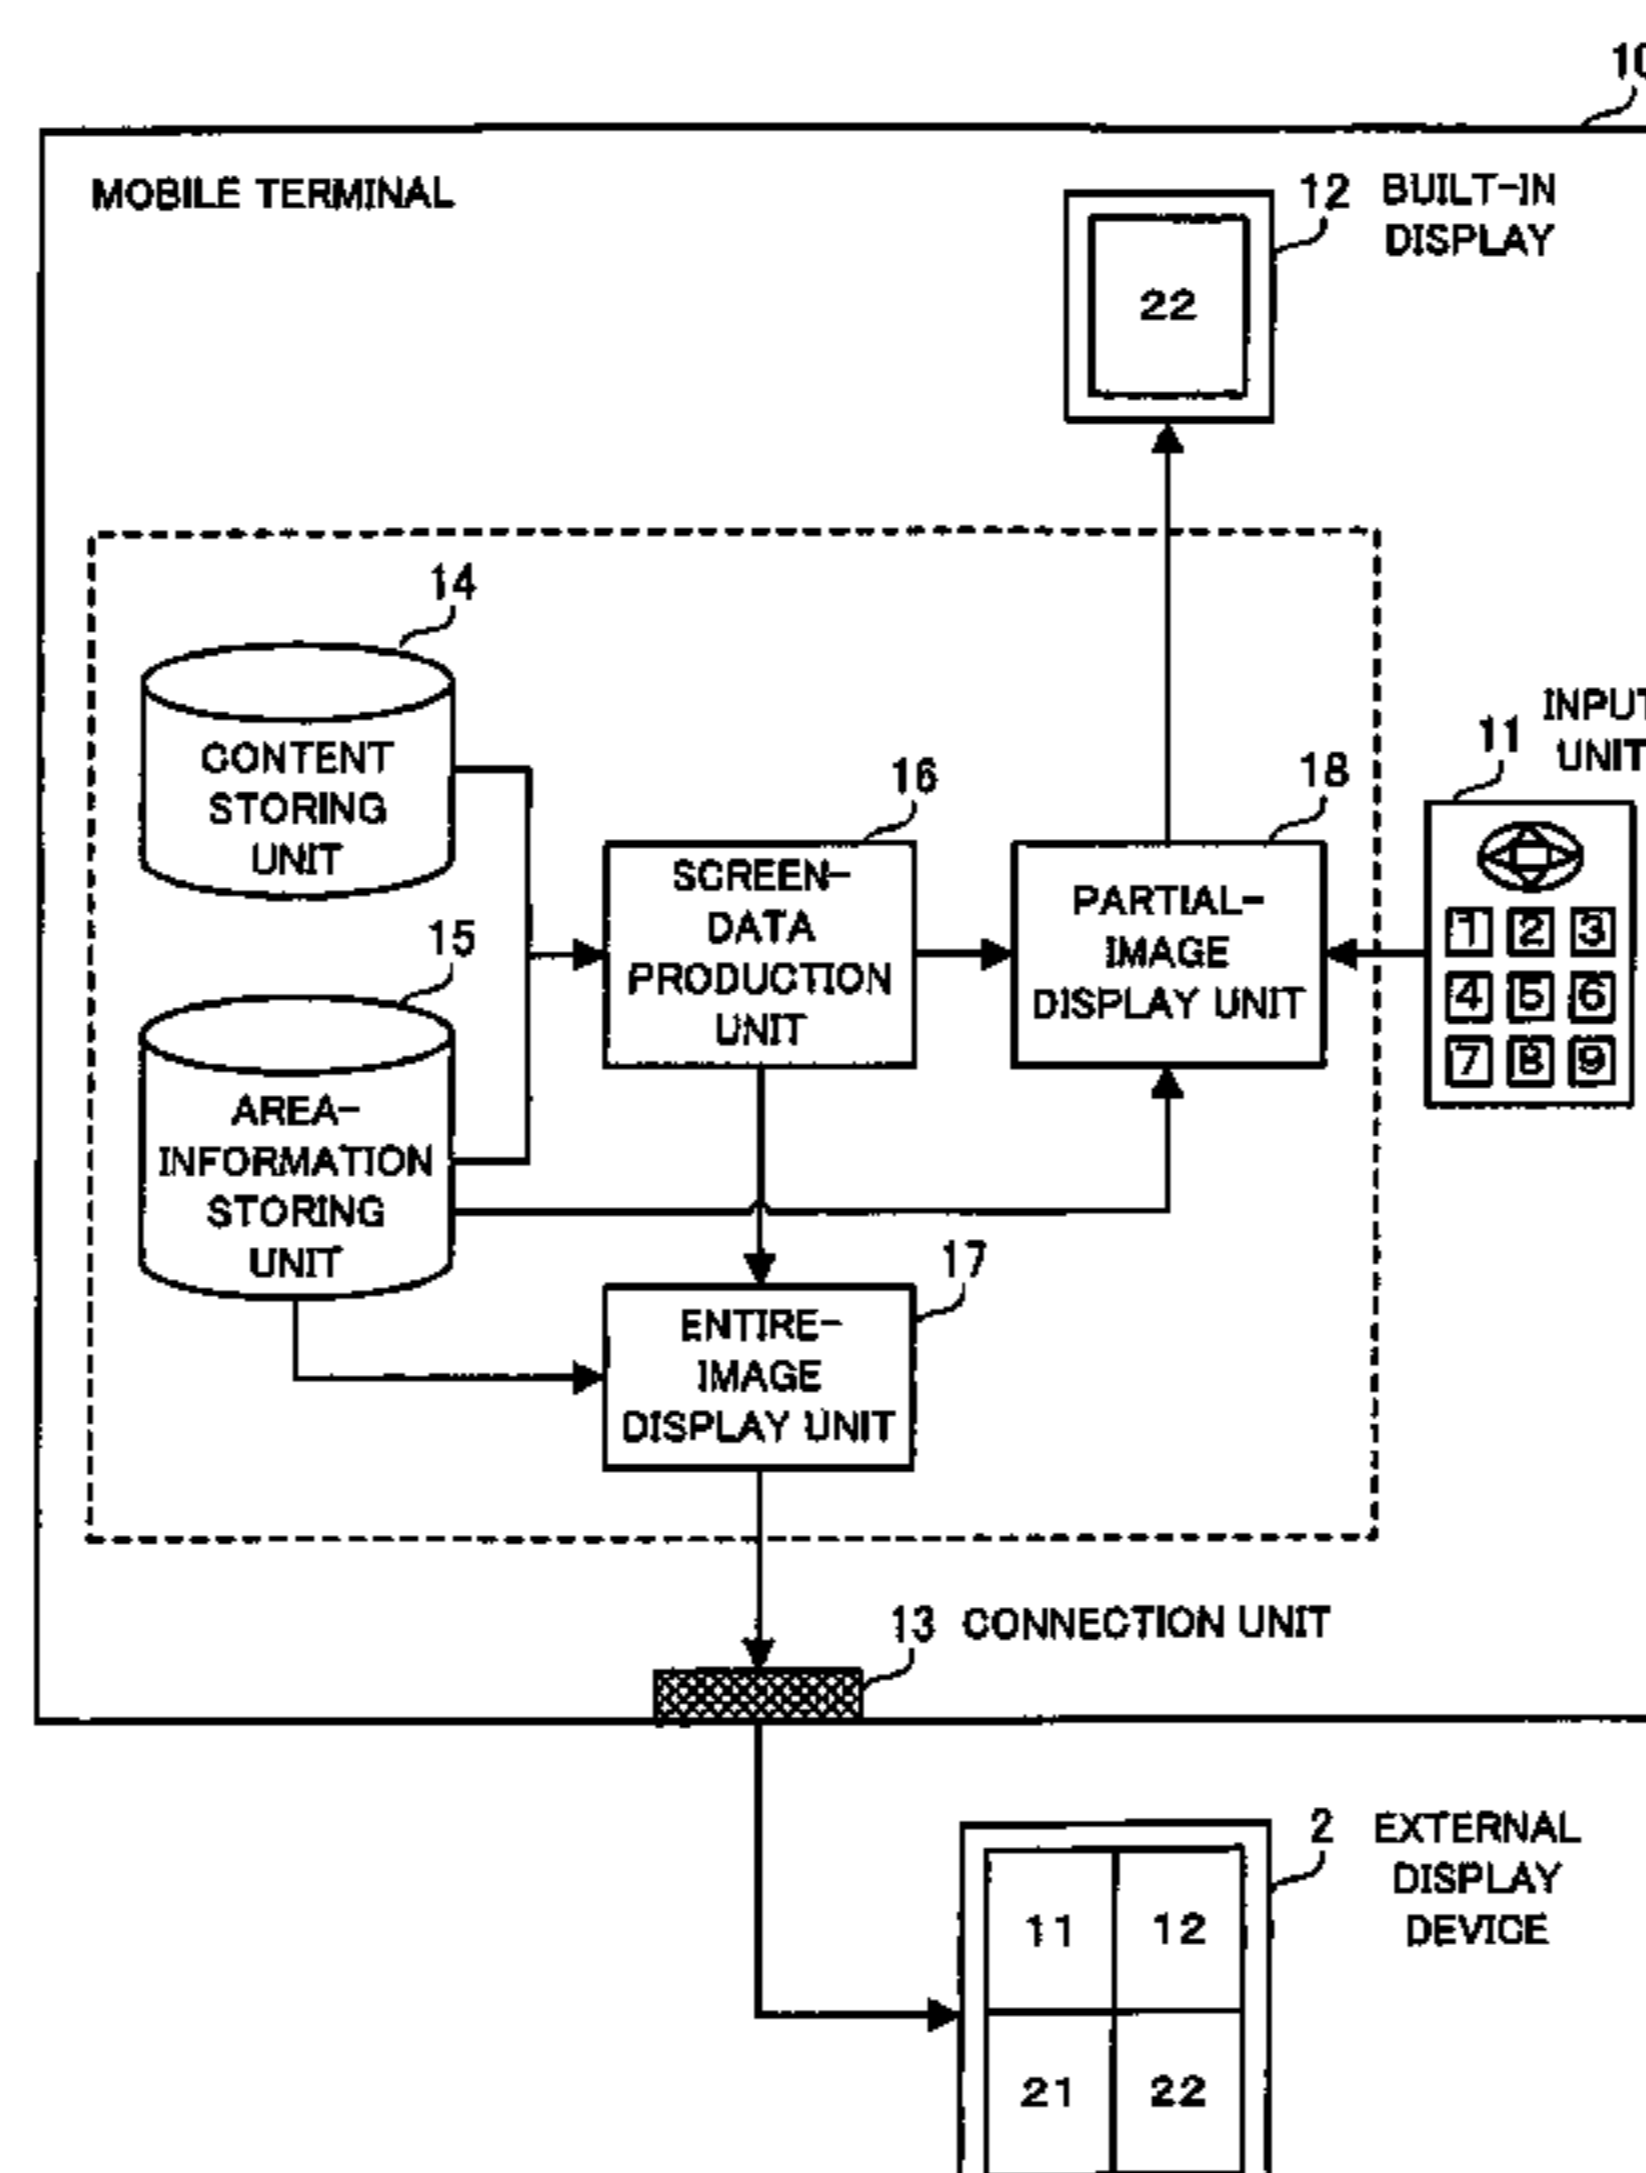 10
MOBILE TERMINAL
12 BUILT-IN
DISPLAY
22
14
CONTENT
STORING
UNIT
INPUT
11 UNIT
16
18
SCREEN-
DATA
PRODUCTION
UNIT
PARTIAL-
IMAGE
DISPLAY UNIT
1 2 3
4 5 6
7 8 9
15
AREA-
INFORMATION
STORING
UNIT
17
ENTIRE-
IMAGE
DISPLAY UNIT
13 CONNECTION UNIT
2 EXTERNAL
DISPLAY
DEVICE
11 12
21 22